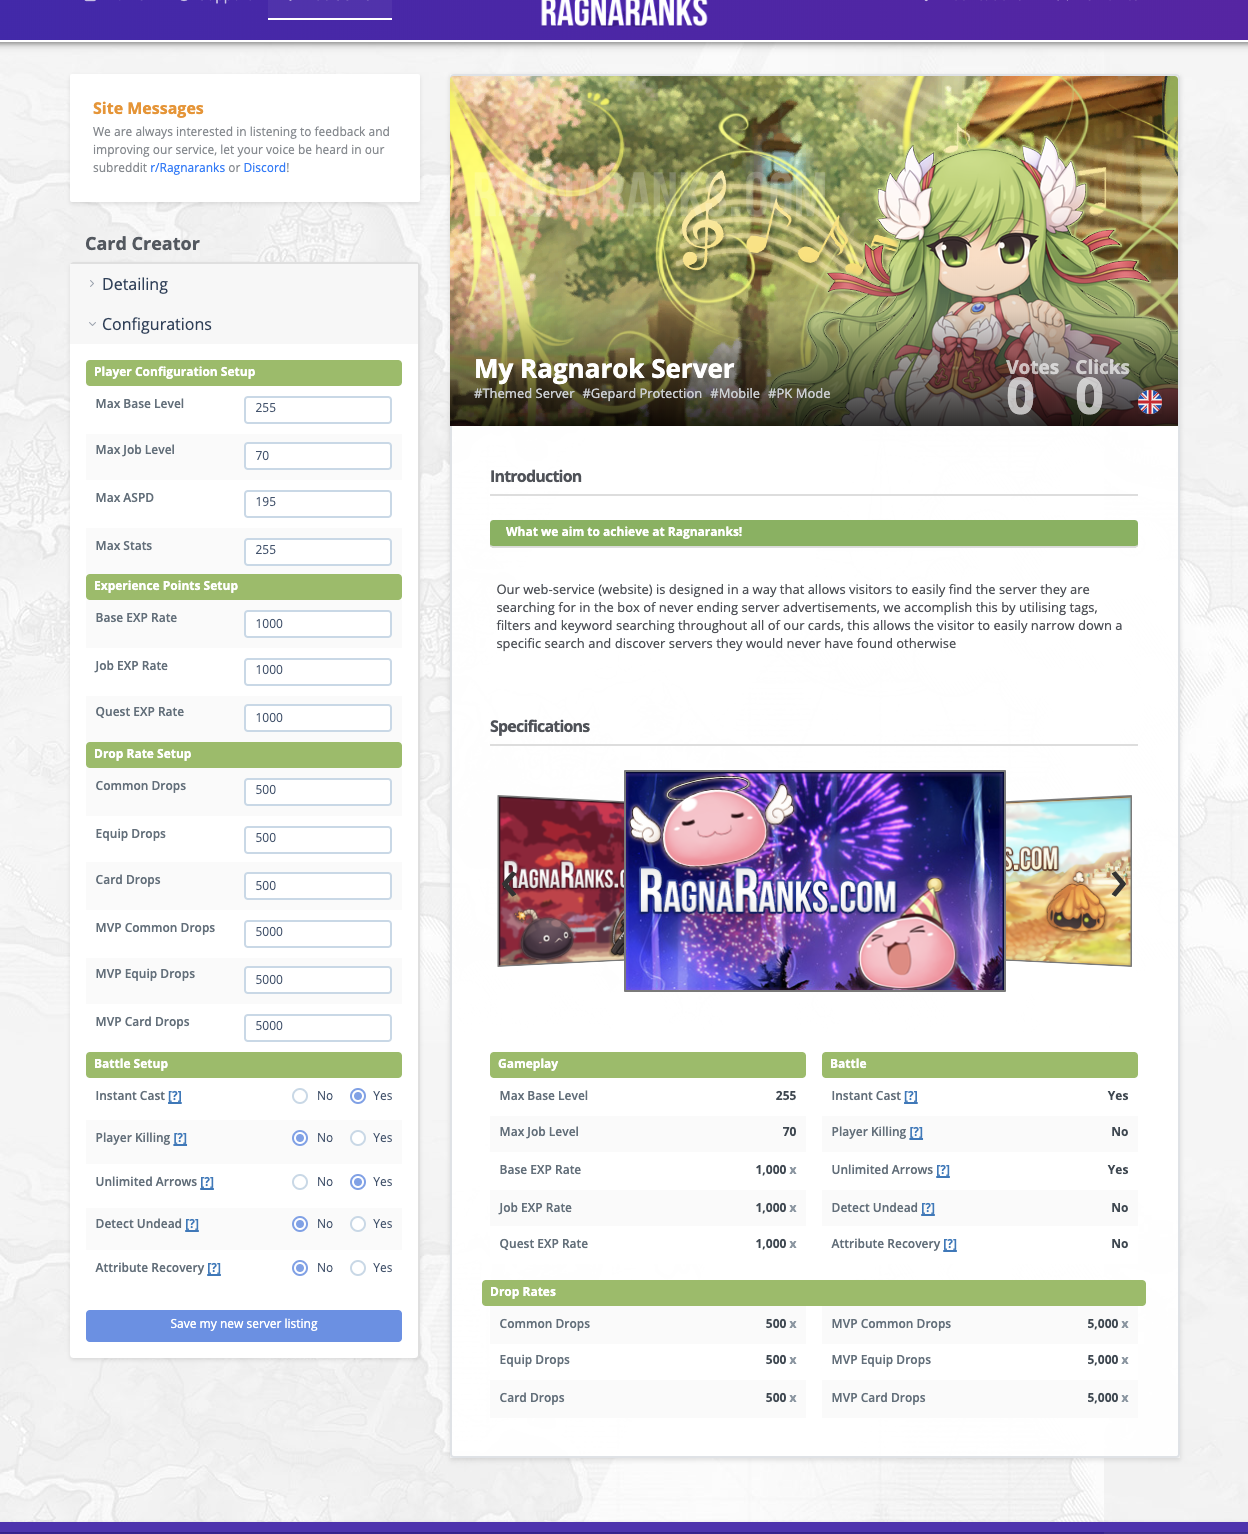 RAGNARANKS
Site Messages
We are always interested in listening to feedback and
improving our service, let your voice be heard in our
subreddit r/Ragnaranks or Discord!
Card Creator
Detailing
Configurations
Player Configuration Setup
Max Base Level 255
Max Job Level 70
Max ASPD 195
Max Stats 255
Experience Points Setup
Base EXP Rate 1000
Job EXP Rate 1000
Quest EXP Rate 1000
Drop Rate Setup
Common Drops 500
Equip Drops 500
Card Drops 500
MVP Common Drops 5000
MVP Equip Drops 5000
MVP Card Drops 5000
Battle Setup
Instant Cast [?] No Yes
Player Killing [?] No Yes
Unlimited Arrows [?] No Yes
Detect Undead [?] No Yes
Attribute Recovery [?] No Yes
Save my new server listing
My Ragnarok Server
#Themed Server #Gepard Protection #Mobile #PK Mode
Votes Clicks
0 0
Introduction
What we aim to achieve at Ragnaranks!
Our web-service (website) is designed in a way that allows visitors to easily find the server they are
searching for in the box of never ending server advertisements, we accomplish this by utilising tags,
filters and keyword searching throughout all of our cards, this allows the visitor to easily narrow down a
specific search and discover servers they would never have found otherwise
Specifications
RAGNARANKS.C
RAGNARANKS.COM
S.COM
Gameplay
Max Base Level 255
Max Job Level 70
Base EXP Rate 1,000 x
Job EXP Rate 1,000 x
Quest EXP Rate 1,000 x
Battle
Instant Cast [?] Yes
Player Killing [?] No
Unlimited Arrows [?] Yes
Detect Undead [?] No
Attribute Recovery [?] No
Drop Rates
Common Drops 500 x
Equip Drops 500 x
Card Drops 500 x
MVP Common Drops 5,000 x
MVP Equip Drops 5,000 x
MVP Card Drops 5,000 x